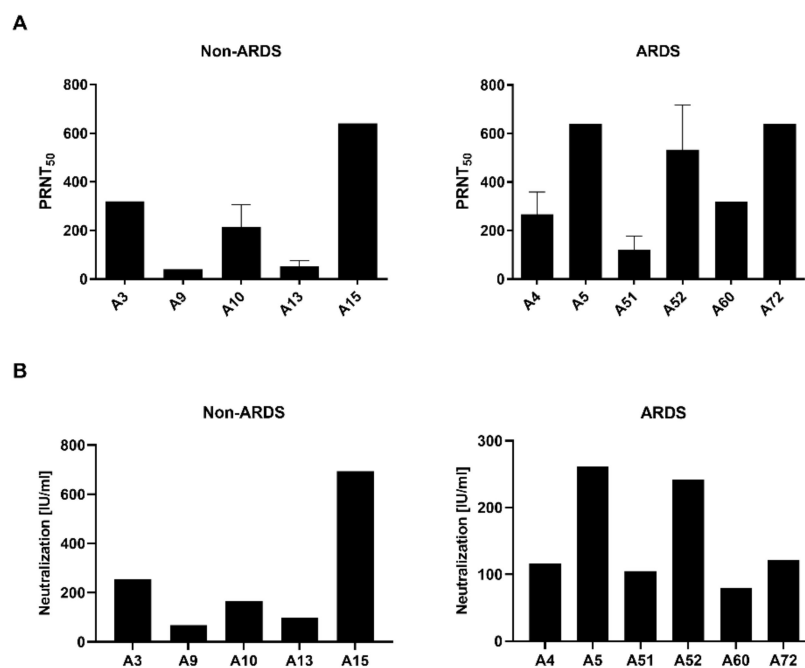 A
Non-ARDS
PRNT50
800
600
400
200
0
A3 A9 A10 A13 A15
ARDS
PRNT50
800
600
400
200
0
A4 A5 A51 A52 A60 A72
B
Non-ARDS
Neutralization [IU/ml]
800
600
400
200
0
A3 A9 A10 A13 A15
ARDS
Neutralization [IU/ml]
300
200
100
0
A4 A5 A51 A52 A60 A72